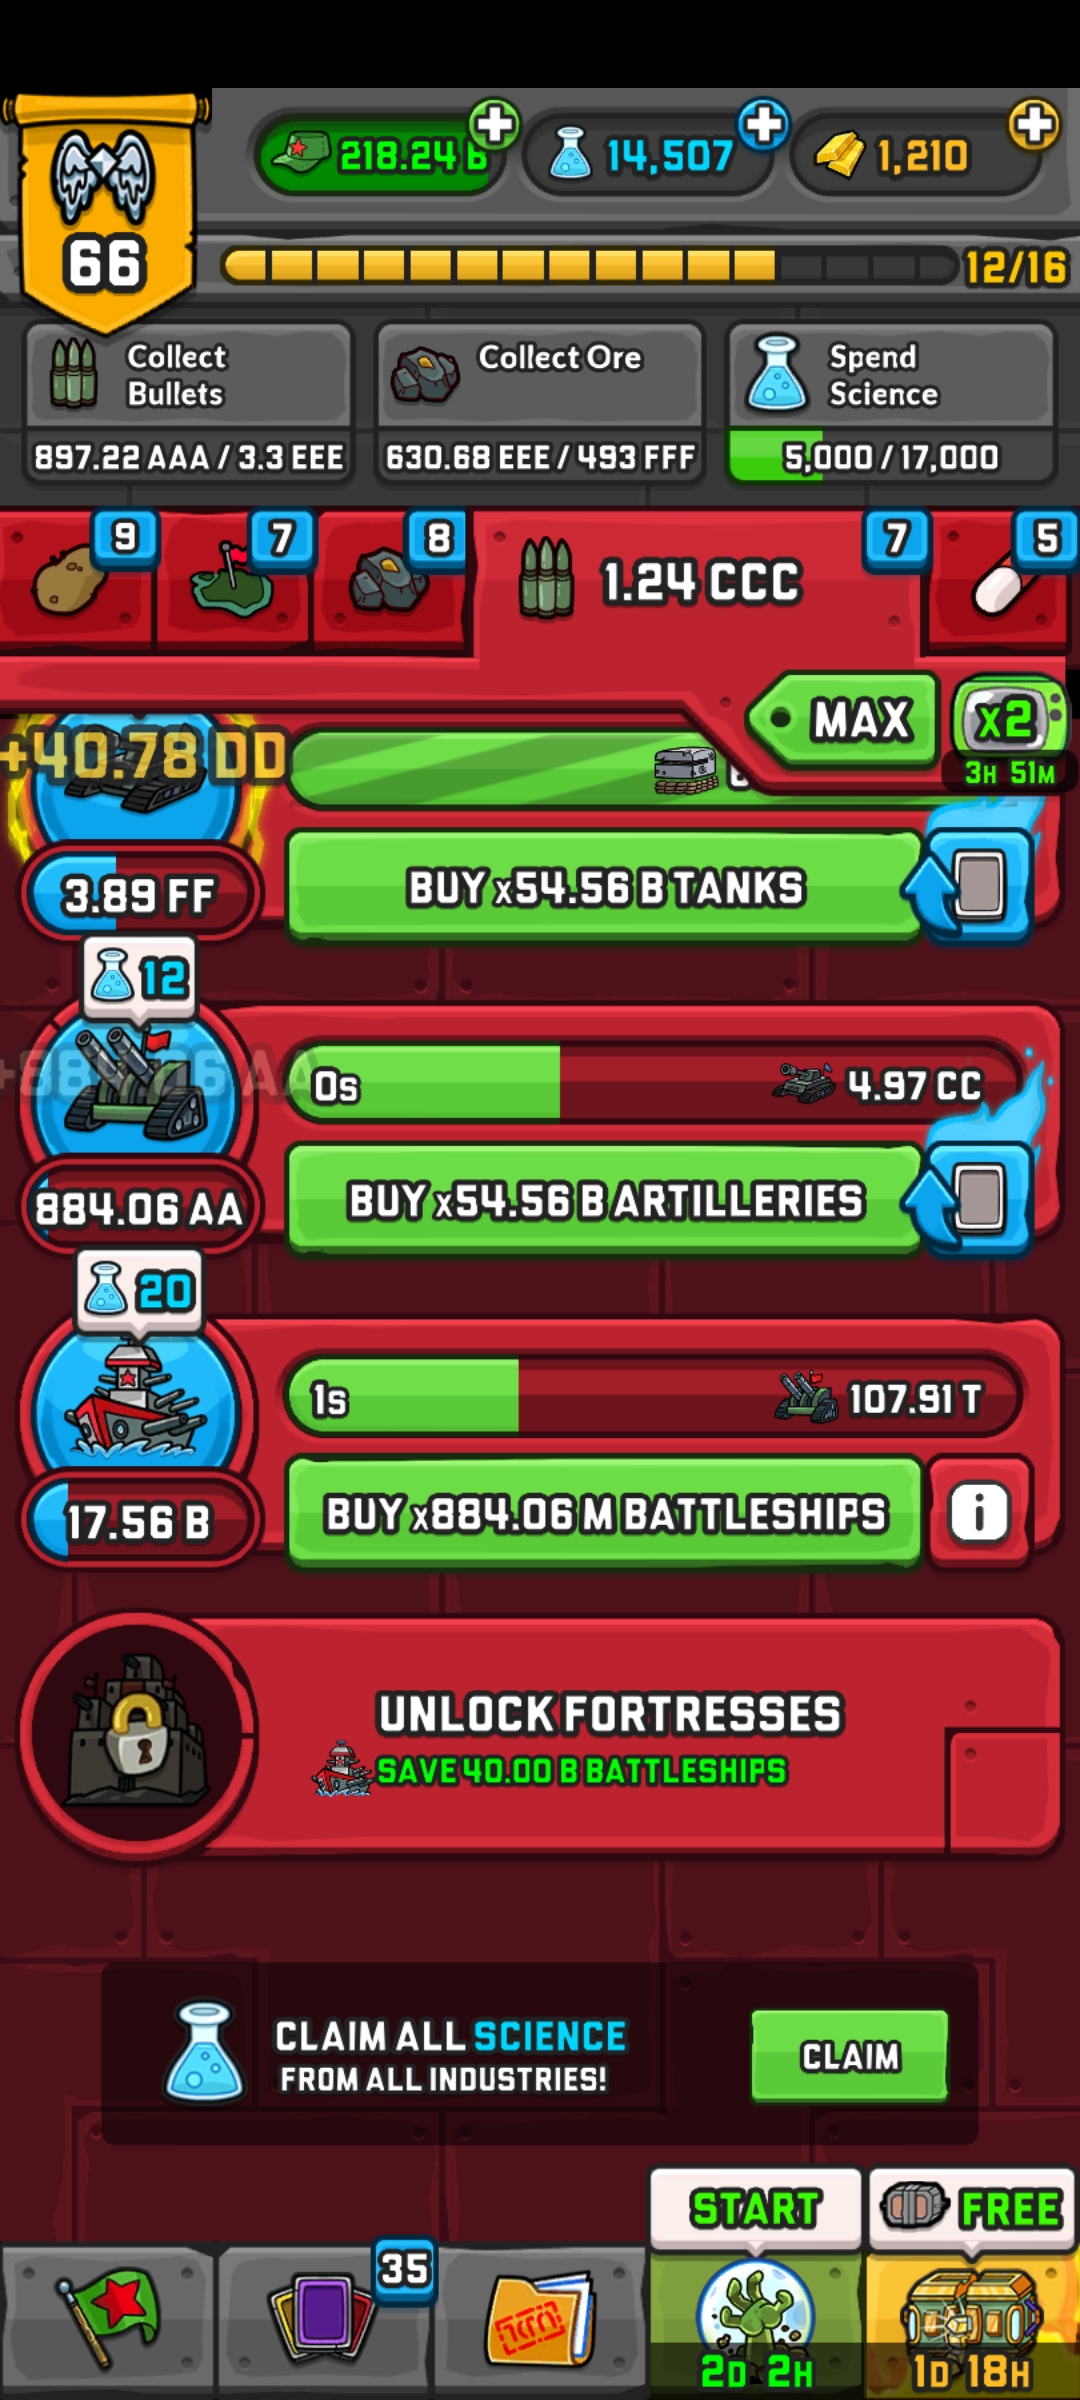 218.24 B
14,507
1,210
66
12/16
Collect
Bullets
Collect Ore
Spend
Science
897.22 AAA / 3.3 EEE
630.68 EEE / 493 FFF
5,000 / 17,000
9
7
8
1.24 CCC
7
5
MAX
x2
3H 51M
+40.78 DD
3.89 FF
BUY x54.56 B TANKS
12
+884.06 AA
0s
4.97 CC
884.06 AA
BUY x54.56 B ARTILLERIES
20
1s
107.91 T
17.56 B
BUY x884.06 M BATTLESHIPS
i
UNLOCK FORTRESSES
SAVE 40.00 B BATTLESHIPS
CLAIM ALL SCIENCE
FROM ALL INDUSTRIES!
CLAIM
START
FREE
35
2D 2H
1D 18H